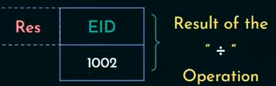 Res
EID
1002
Result of the
" ÷ "
Operation